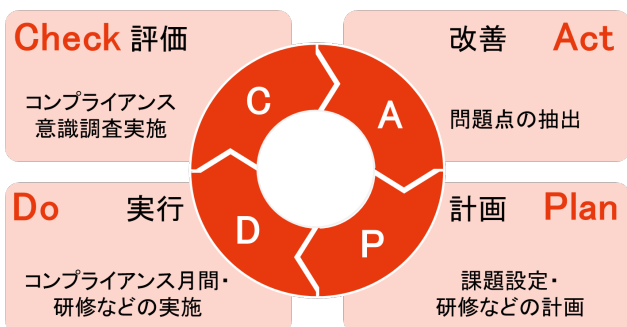 Check 評価
コンプライアンス
意識調査実施
改善 Act
問題点の抽出
C
A
D
P
Do 実行
コンプライアンス月間・
研修などの実施
計画 Plan
課題設定・
研修などの計画